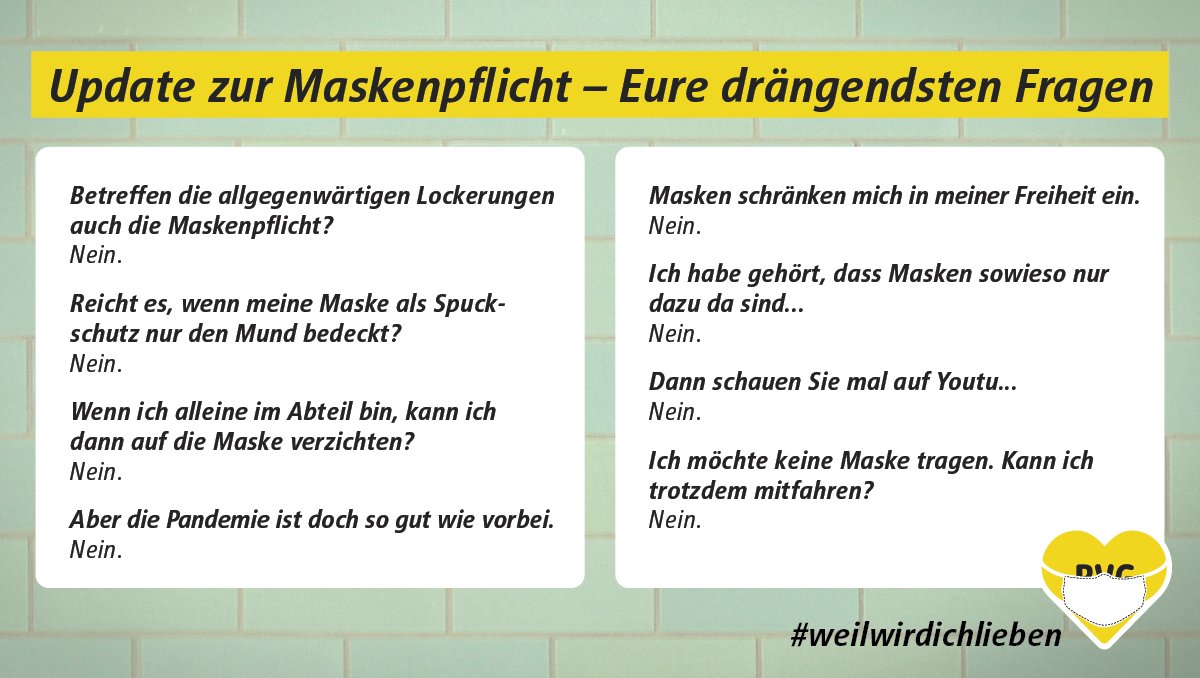 Update zur Maskenpflicht – Eure drängendsten Fragen
Betreffen die allgegenwärtigen Lockerungen
auch die Maskenpflicht?
Nein.
Reicht es, wenn meine Maske als Spuck-
schutz nur den Mund bedeckt?
Nein.
Wenn ich alleine im Abteil bin, kann ich
dann auf die Maske verzichten?
Nein.
Aber die Pandemie ist doch so gut wie vorbei.
Nein.
Masken schränken mich in meiner Freiheit ein.
Nein.
Ich habe gehört, dass Masken sowieso nur
dazu da sind...
Nein.
Dann schauen Sie mal auf Youtu...
Nein.
Ich möchte keine Maske tragen. Kann ich
trotzdem mitfahren?
Nein.
BVG
#weilwirdichlieben